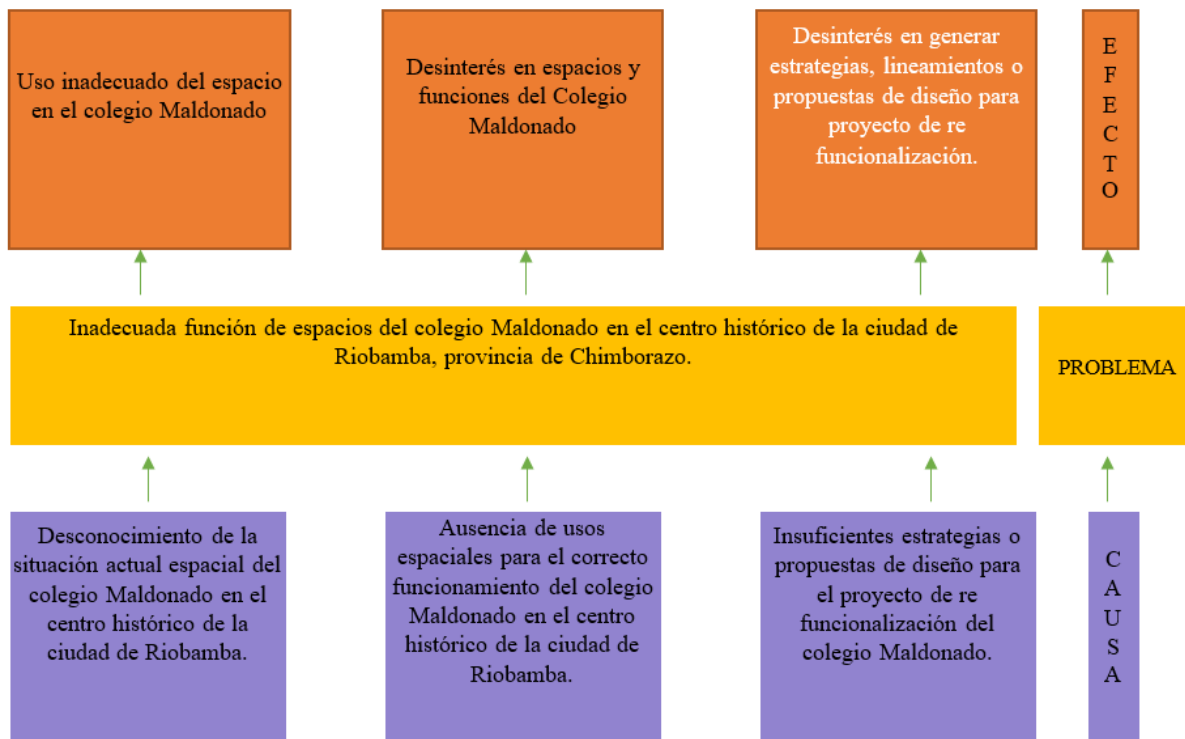 Uso inadecuado del espacio
en el colegio Maldonado
Desinterés en espacios y
funciones del Colegio
Maldonado
Desinterés en generar
estrategias, lineamientos o
propuestas de diseño para
proyecto de re
funcionalización.
E
F
E
C
T
O
Inadecuada función de espacios del colegio Maldonado en el centro histórico de la ciudad de
Riobamba, provincia de Chimborazo.
PROBLEMA
Desconocimiento de la
situación actual espacial del
colegio Maldonado en el
centro histórico de la
ciudad de Riobamba.
Ausencia de usos
espaciales para el correcto
funcionamiento del colegio
Maldonado en el centro
histórico de la ciudad de
Riobamba.
Insuficientes estrategias o
propuestas de diseño para
el proyecto de re
funcionalización del
colegio Maldonado.
C
A
U
S
A